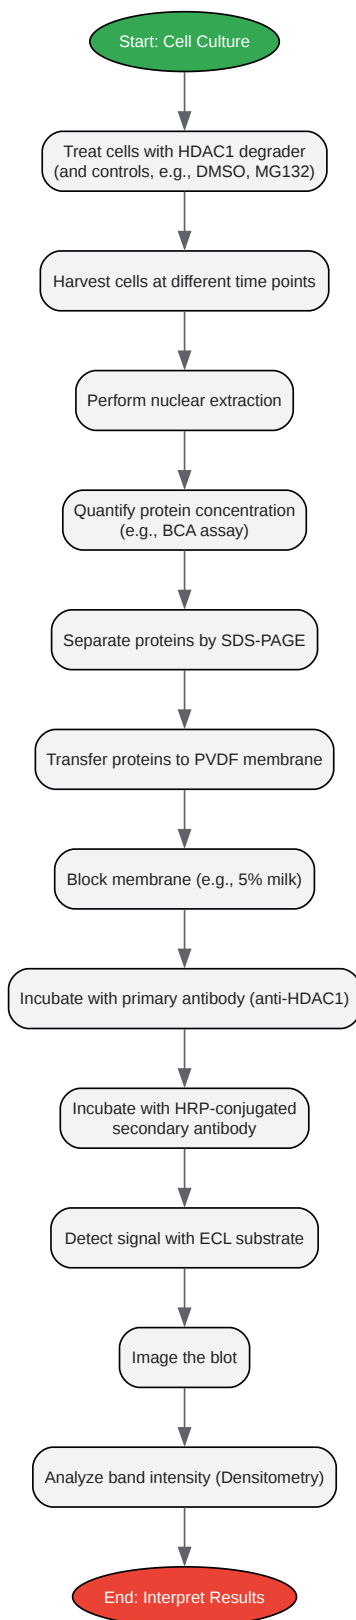 Start: Cell Culture
Treat cells with HDAC1 degrader
(and controls, e.g., DMSO, MG132)
Harvest cells at different time points
Perform nuclear extraction
Quantify protein concentration
(e.g., BCA assay)
Separate proteins by SDS-PAGE
Transfer proteins to PVDF membrane
Block membrane (e.g., 5% milk)
Incubate with primary antibody (anti-HDAC1)
Incubate with HRP-conjugated
secondary antibody
Detect signal with ECL substrate
Image the blot
Analyze band intensity (Densitometry)
End: Interpret Results